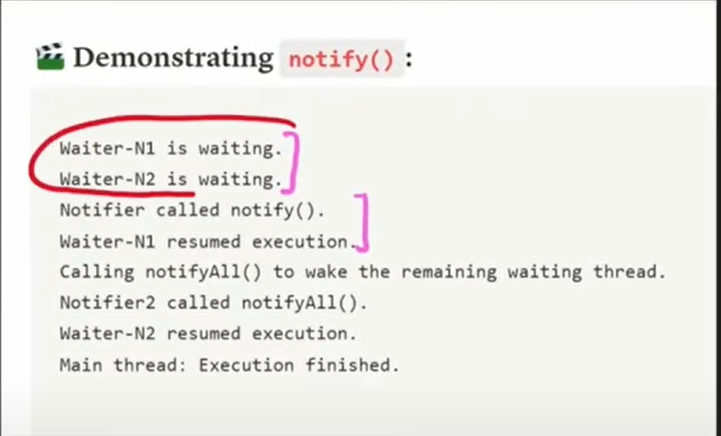 🎬 Demonstrating notify() :
Waiter-N1 is waiting.
Waiter-N2 is waiting.
Notifier called notify().
Waiter-N1 resumed execution.
Calling notifyAll() to wake the remaining waiting thread.
Notifier2 called notifyAll().
Waiter-N2 resumed execution.
Main thread: Execution finished.